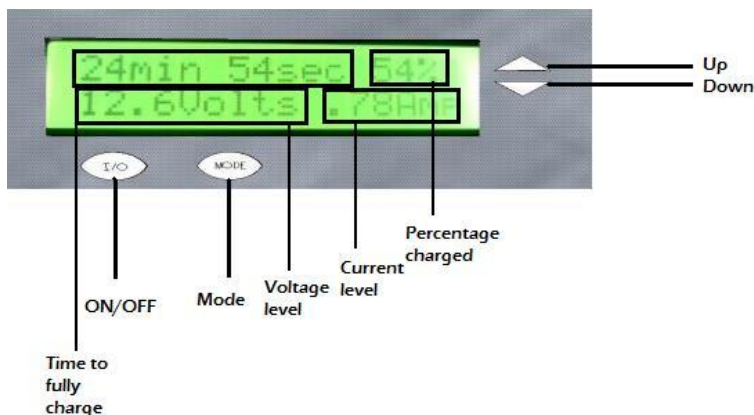 24min 54sec 54%
12.6Volts .78Amp
I/O
MODE
Up
Down
ON/OFF
Mode
Voltage
level
Current
level
Percentage
charged
Time to
fully
charge